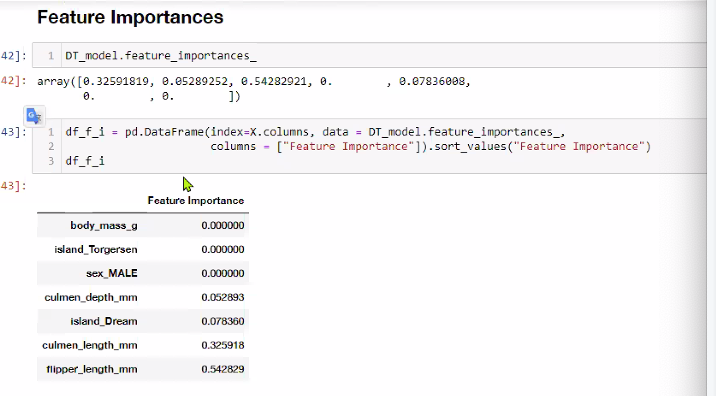 Feature Importances
42]: 1 DT_model.feature_importances_
42]: array([0.32591819, 0.05289252, 0.54282921, 0.        , 0.07836008,
0.        , 0.        ])
43]: 1 df_f_i = pd.DataFrame(index=X.columns, data = DT_model.feature_importances_,
2 columns = ["Feature Importance"]).sort_values("Feature Importance")
3 df_f_i
43]:
Feature Importance
body_mass_g 0.000000
island_Torgersen 0.000000
sex_MALE 0.000000
culmen_depth_mm 0.052893
island_Dream 0.078360
culmen_length_mm 0.325918
flipper_length_mm 0.542829